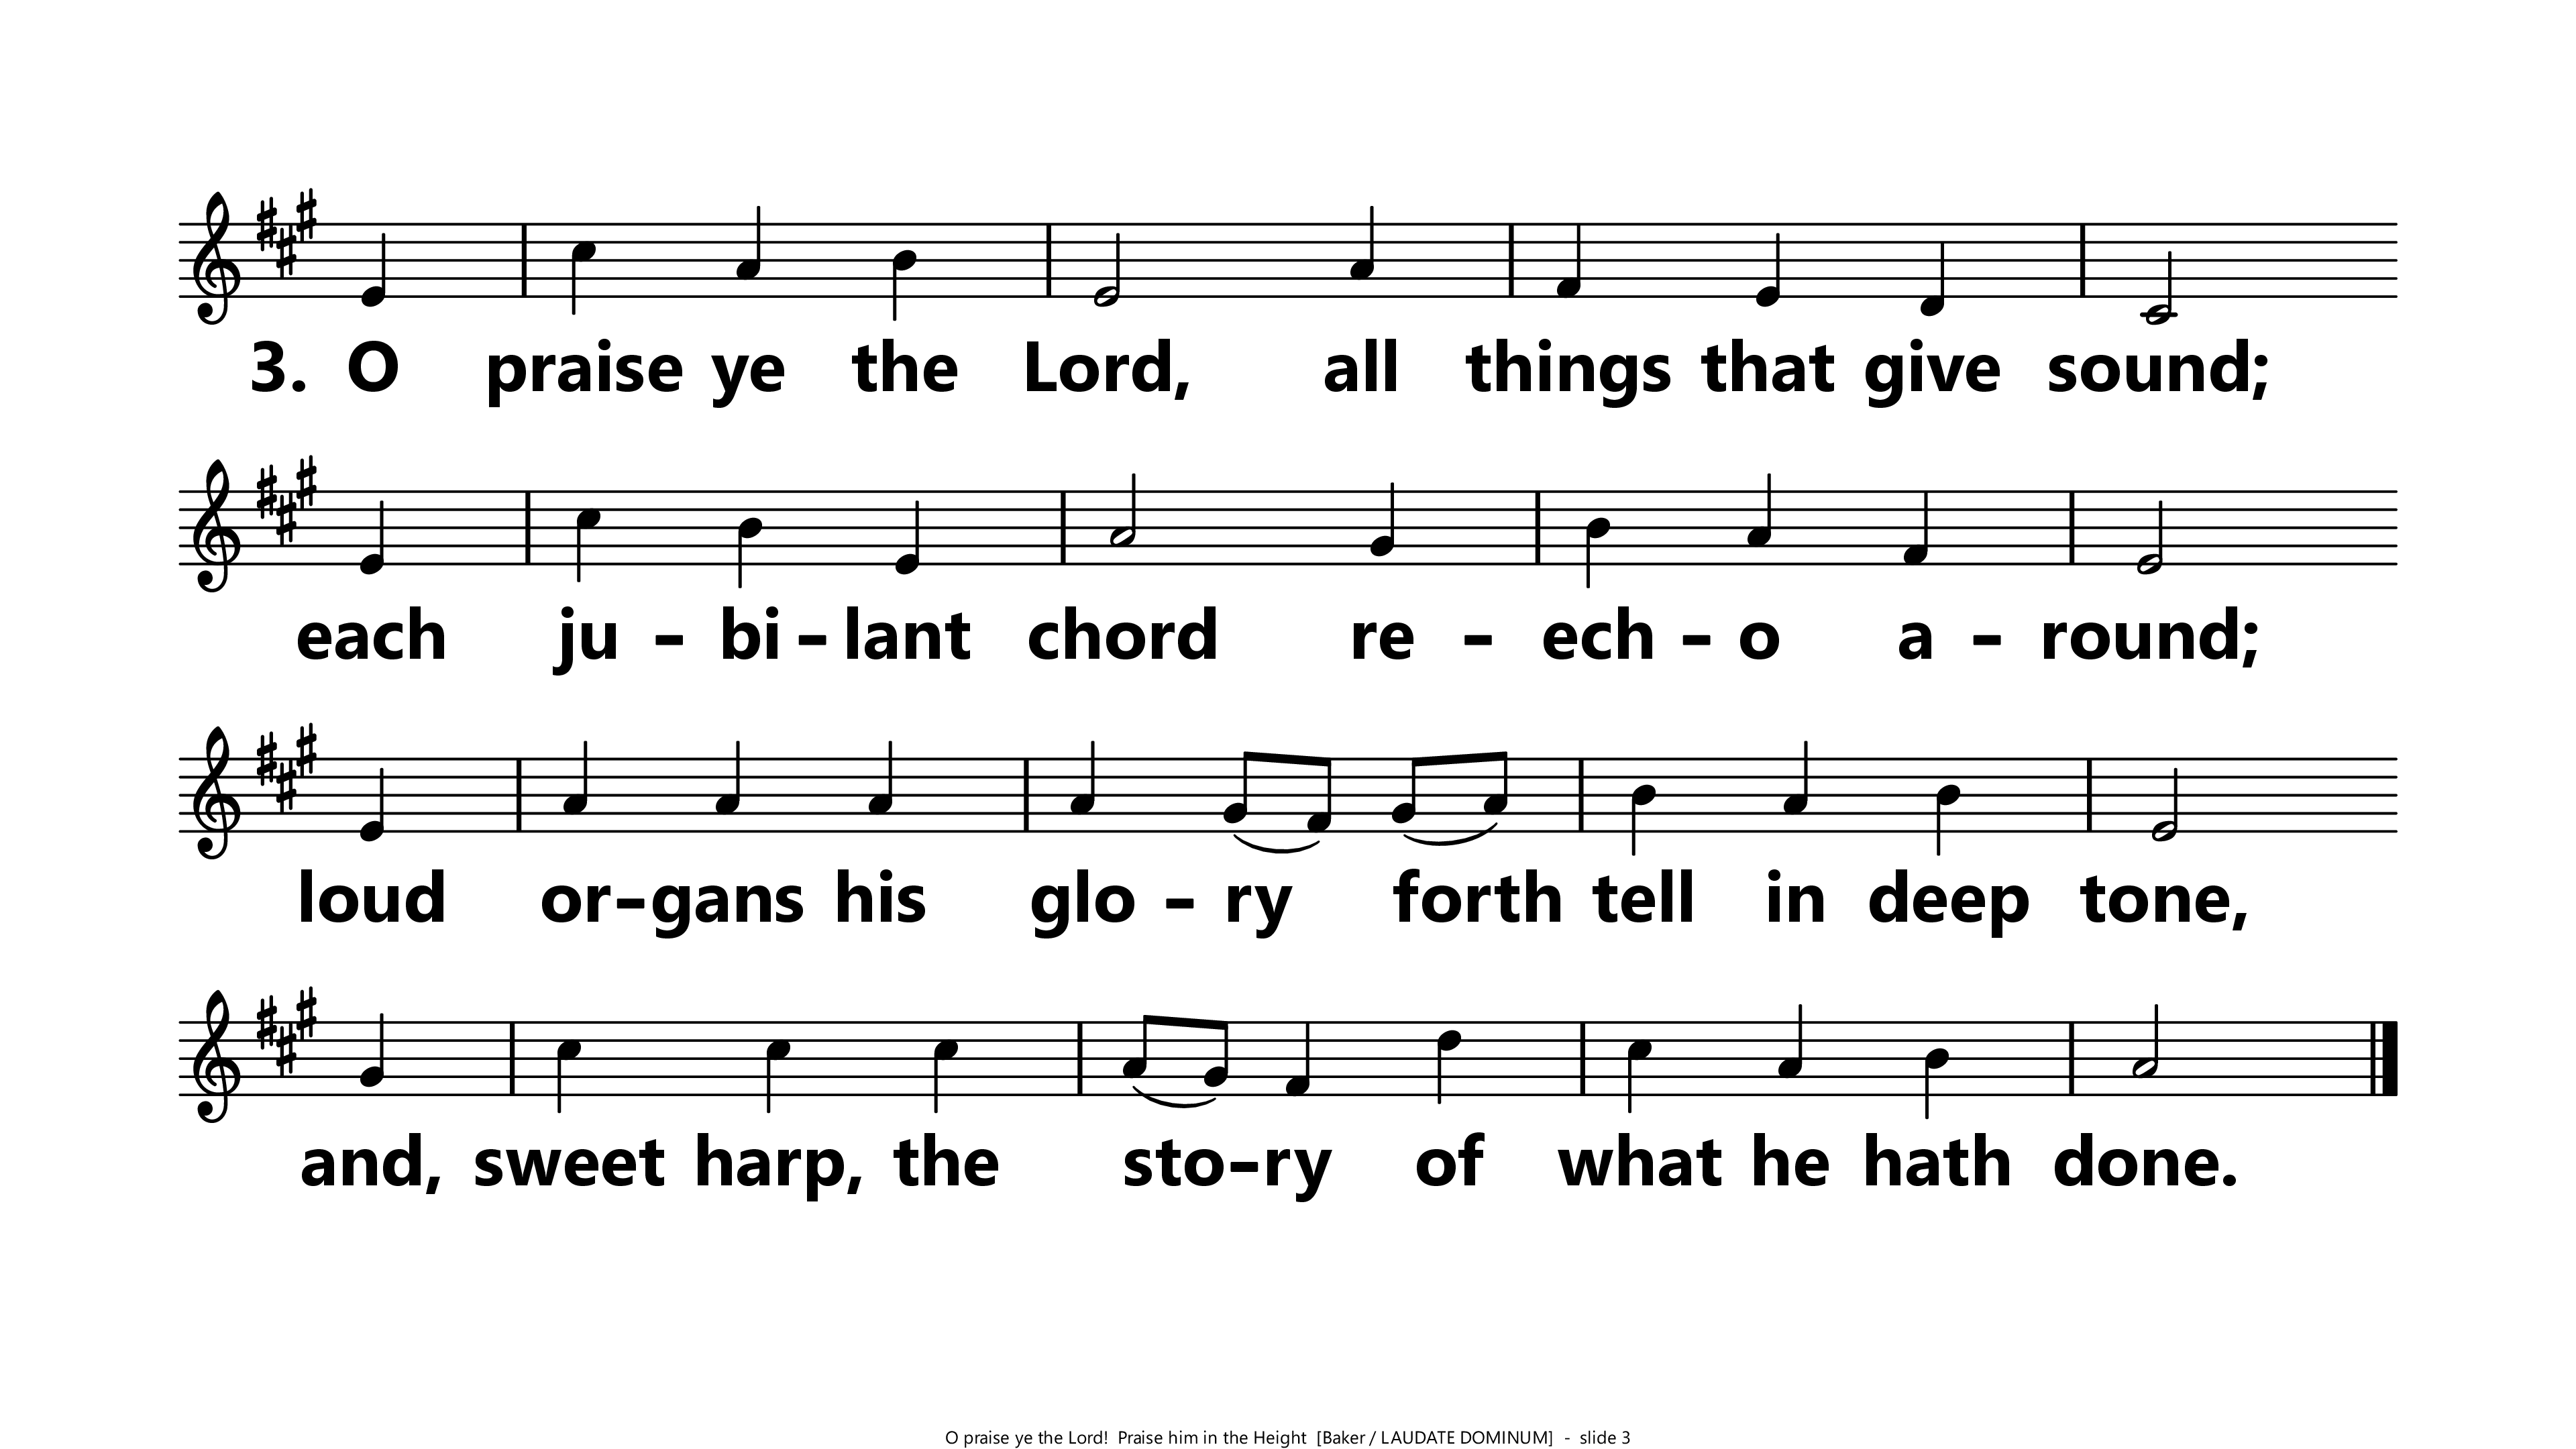 3. O praise ye the Lord, all things that give sound;
each ju - bi - lant chord re - ech - o a - round;
loud or-gans his glo - ry forth tell in deep tone,
and, sweet harp, the sto-ry of what he hath done.
O praise ye the Lord! Praise him in the Height [Baker / LAUDATE DOMINUM] - slide 3